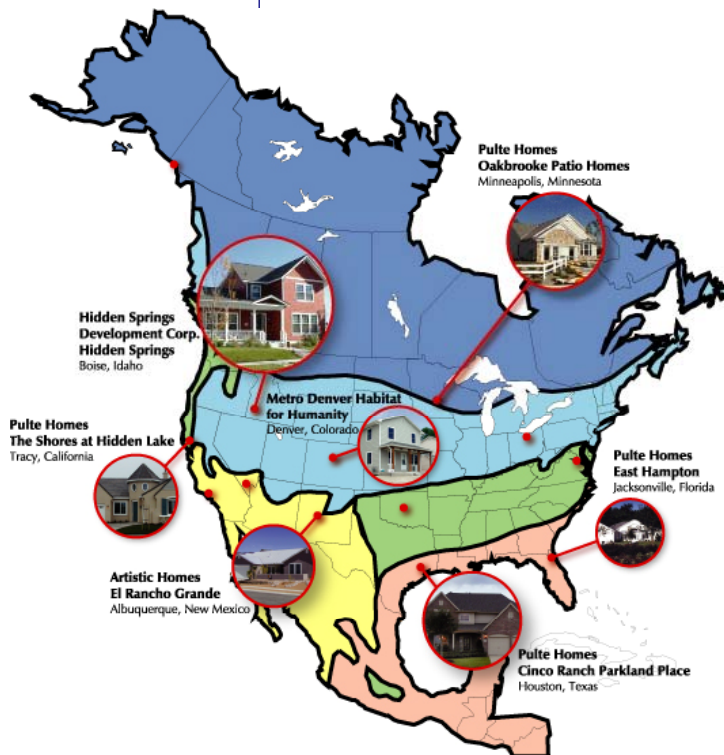 Pulte Homes
Oakbrooke Patio Homes
Minneapolis, Minnesota
Hidden Springs
Development Corp.
Hidden Springs
Boise, Idaho
Metro Denver Habitat
for Humanity
Denver, Colorado
Pulte Homes
The Shores at Hidden Lake
Tracy, California
Pulte Homes
East Hampton
Jacksonville, Florida
Artistic Homes
El Rancho Grande
Albuquerque, New Mexico
Pulte Homes
Cinco Ranch Parkland Place
Houston, Texas